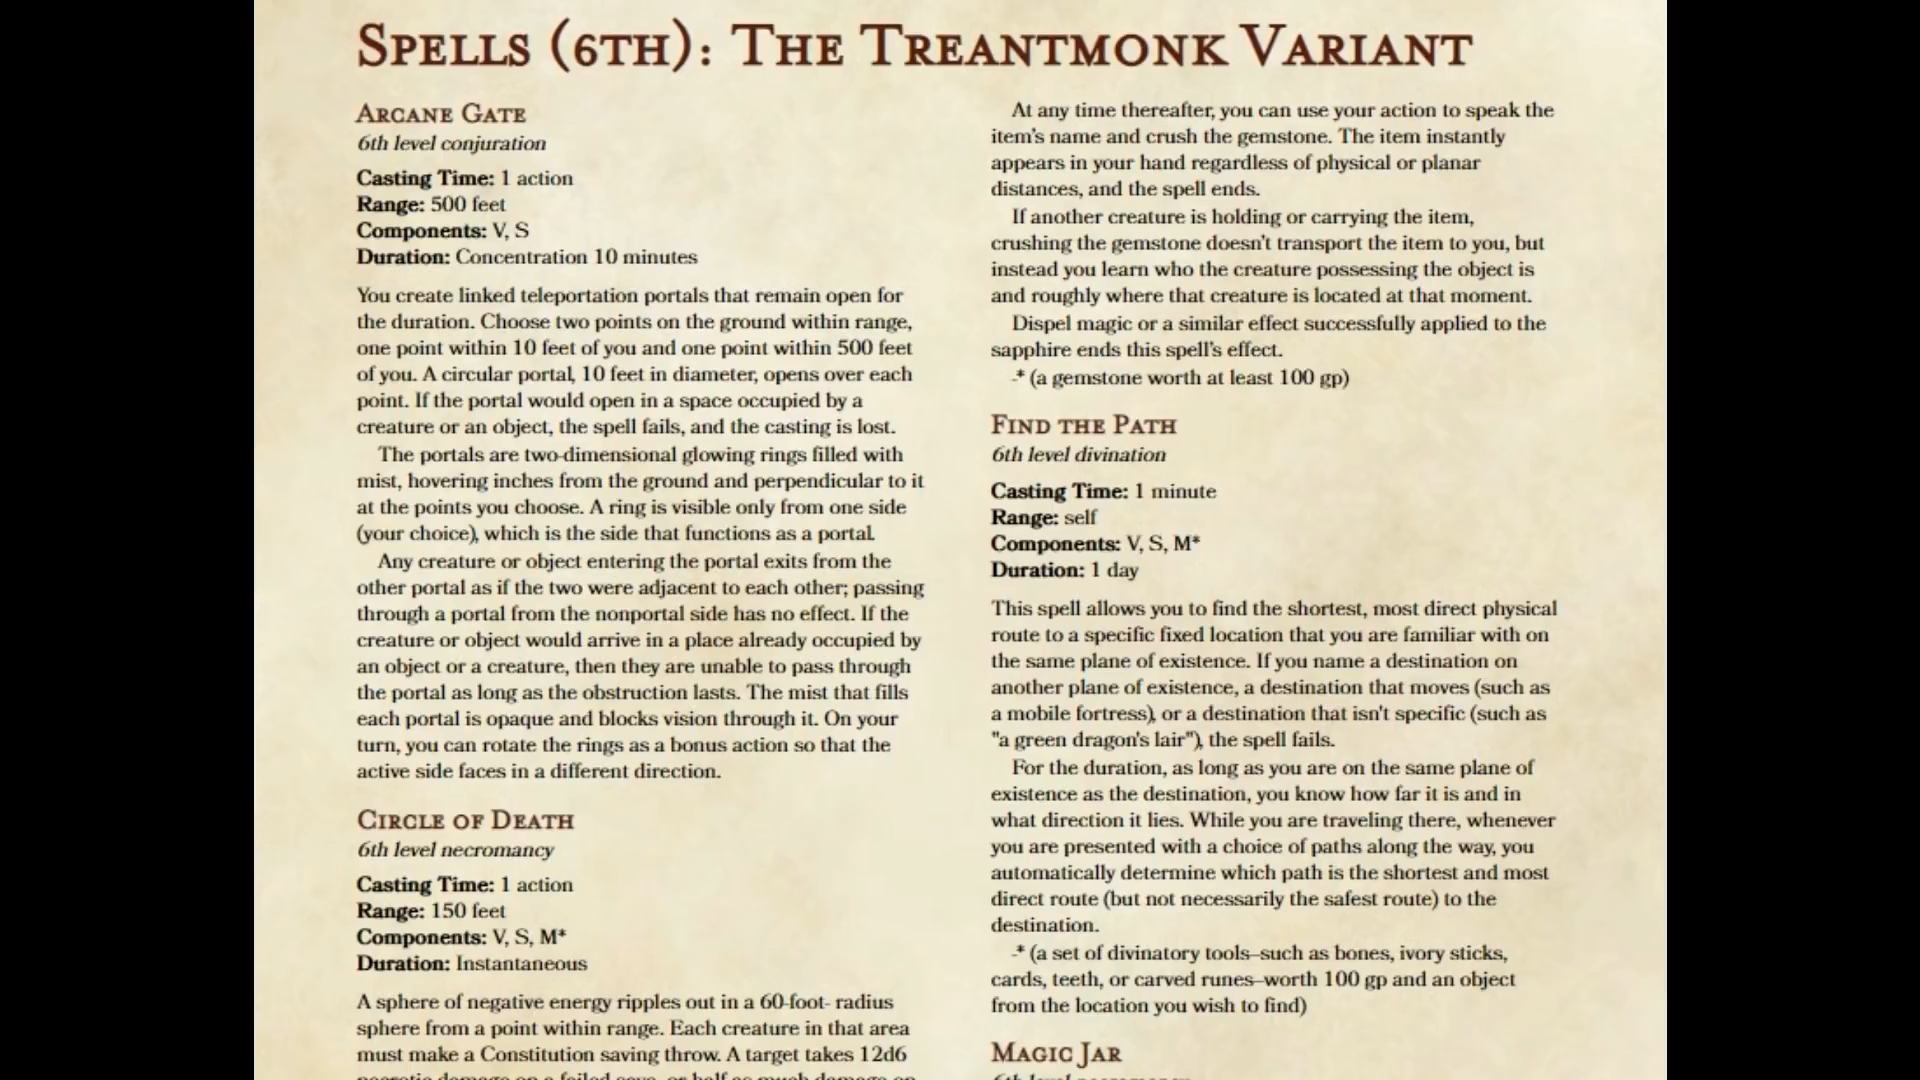 SPELLS (6TH): THE TREANTMONK VARIANT
ARCANE GATE
6th level conjuration
Casting Time: 1 action
Range: 500 feet
Components: V, S
Duration: Concentration 10 minutes
You create linked teleportation portals that remain open for
the duration. Choose two points on the ground within range,
one point within 10 feet of you and one point within 500 feet
of you. A circular portal, 10 feet in diameter, opens over each
point. If the portal would open in a space occupied by a
creature or an object, the spell fails, and the casting is lost.
The portals are two-dimensional glowing rings filled with
mist, hovering inches from the ground and perpendicular to it
at the points you choose. A ring is visible only from one side
(your choice), which is the side that functions as a portal.
Any creature or object entering the portal exits from the
other portal as if the two were adjacent to each other; passing
through a portal from the nonportal side has no effect. If the
creature or object would arrive in a place already occupied by
an object or a creature, then they are unable to pass through
the portal as long as the obstruction lasts. The mist that fills
each portal is opaque and blocks vision through it. On your
turn, you can rotate the rings as a bonus action so that the
active side faces in a different direction.
CIRCLE OF DEATH
6th level necromancy
Casting Time: 1 action
Range: 150 feet
Components: V, S, M*
Duration: Instantaneous
A sphere of negative energy ripples out in a 60-foot- radius
sphere from a point within range. Each creature in that area
must make a Constitution saving throw. A target takes 12d6
necrotic damage on a failed save, or half as much damage on
At any time thereafter, you can use your action to speak the
item's name and crush the gemstone. The item instantly
appears in your hand regardless of physical or planar
distances, and the spell ends.
If another creature is holding or carrying the item,
crushing the gemstone doesn't transport the item to you, but
instead you learn who the creature possessing the object is
and roughly where that creature is located at that moment.
Dispel magic or a similar effect successfully applied to the
sapphire ends this spell's effect.
-* (a gemstone worth at least 100 gp)
FIND THE PATH
6th level divination
Casting Time: 1 minute
Range: self
Components: V, S, M*
Duration: 1 day
This spell allows you to find the shortest, most direct physical
route to a specific fixed location that you are familiar with on
the same plane of existence. If you name a destination on
another plane of existence, a destination that moves (such as
a mobile fortress), or a destination that isn't specific (such as
"a green dragon's lair"), the spell fails.
For the duration, as long as you are on the same plane of
existence as the destination, you know how far it is and in
what direction it lies. While you are traveling there, whenever
you are presented with a choice of paths along the way, you
automatically determine which path is the shortest and most
direct route (but not necessarily the safest route) to the
destination.
-* (a set of divinatory tools–such as bones, ivory sticks,
cards, teeth, or carved runes–worth 100 gp and an object
from the location you wish to find)
MAGIC JAR
6th level necromancy